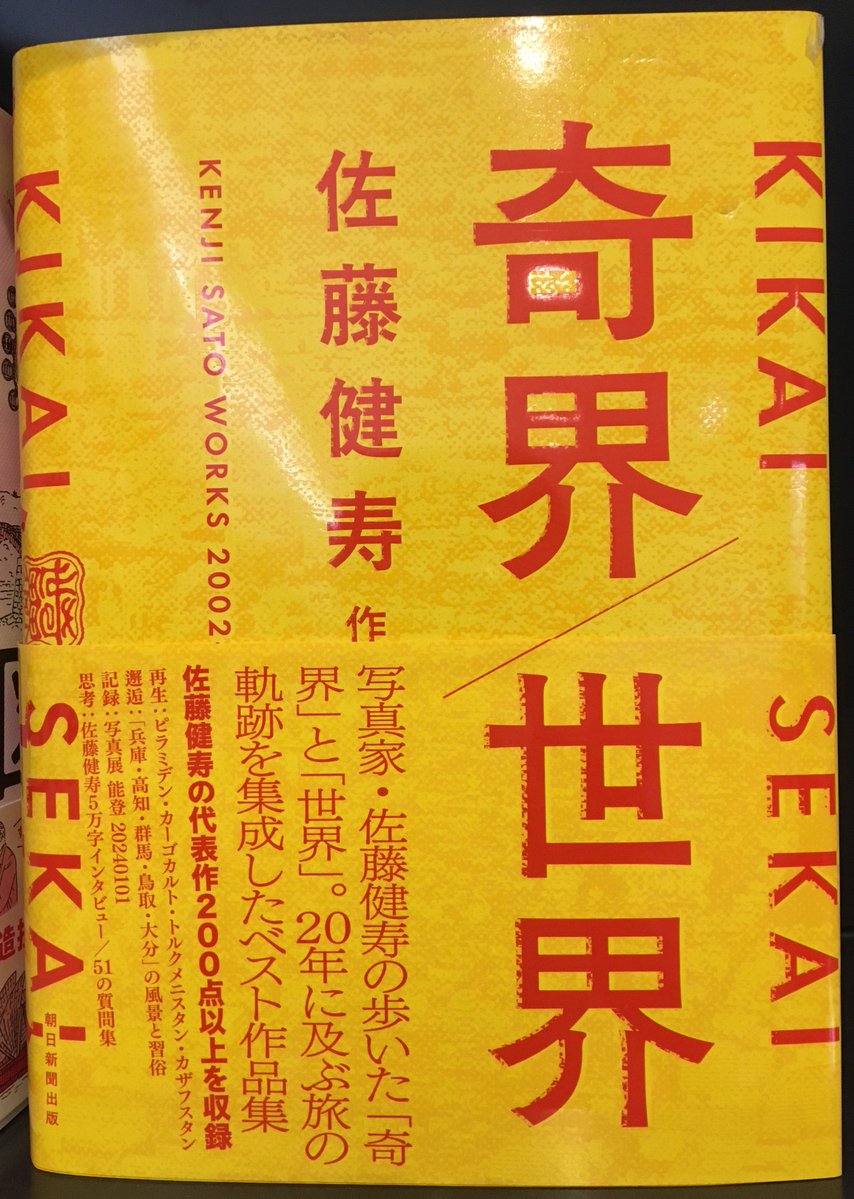 KIKAI
SEKAI
奇界／世界
佐藤健寿 作
KENJI SATO WORKS 2002
KIKAI
SEKAI
写真家・佐藤健寿の歩いた「奇
界」と「世界」。20年に及ぶ旅の
軌跡を集成したベスト作品集
佐藤健寿の代表作200点以上を収録
再生：ピラミデン・カーゴカルト・トルクメニスタン・カザフスタン
邂逅：「兵庫・高知・群馬・鳥取・大分」の風景と習俗
記録：写真展 能登 20240101
思考：佐藤健寿5万字インタビュー／51の質問集
朝日新聞出版